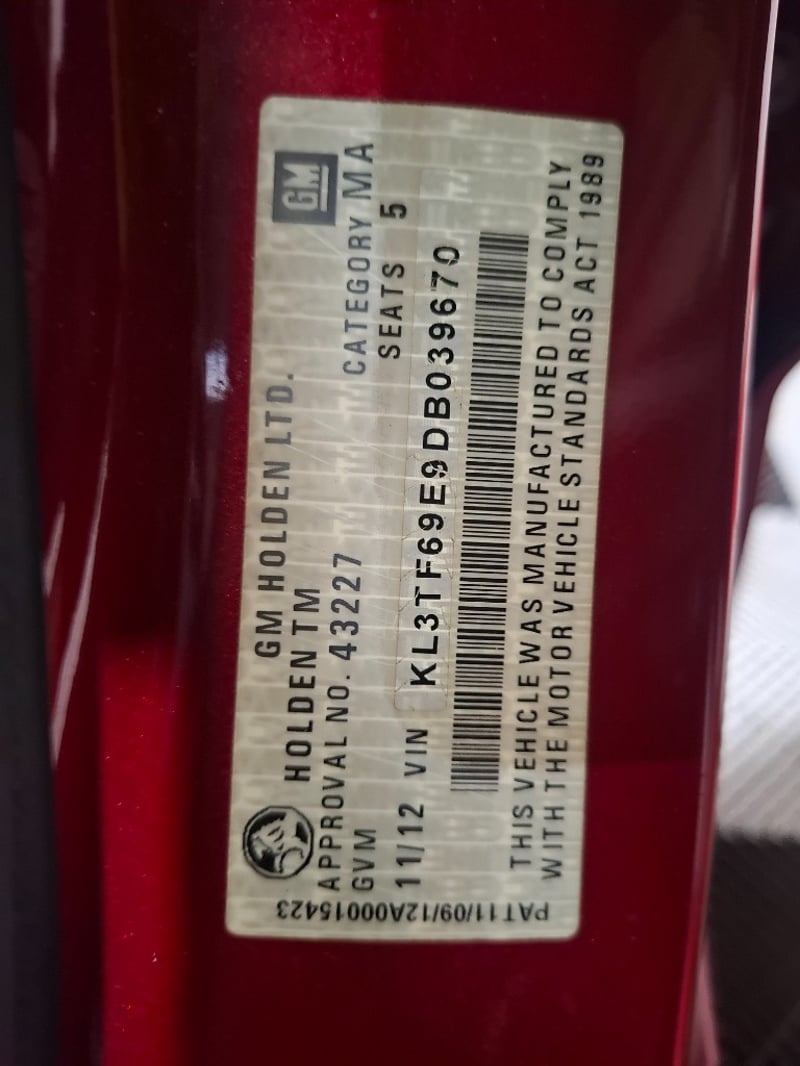 GM HOLDEN LTD.
GM
HOLDEN TM
APPROVAL NO. 43227
CATEGORY MA
GVM
SEATS 5
11/12 VIN KL3TF69E9DB039670
THIS VEHICLE WAS MANUFACTURED TO COMPLY
WITH THE MOTOR VEHICLE STANDARDS ACT 1989
PAT11/09/12A00015423